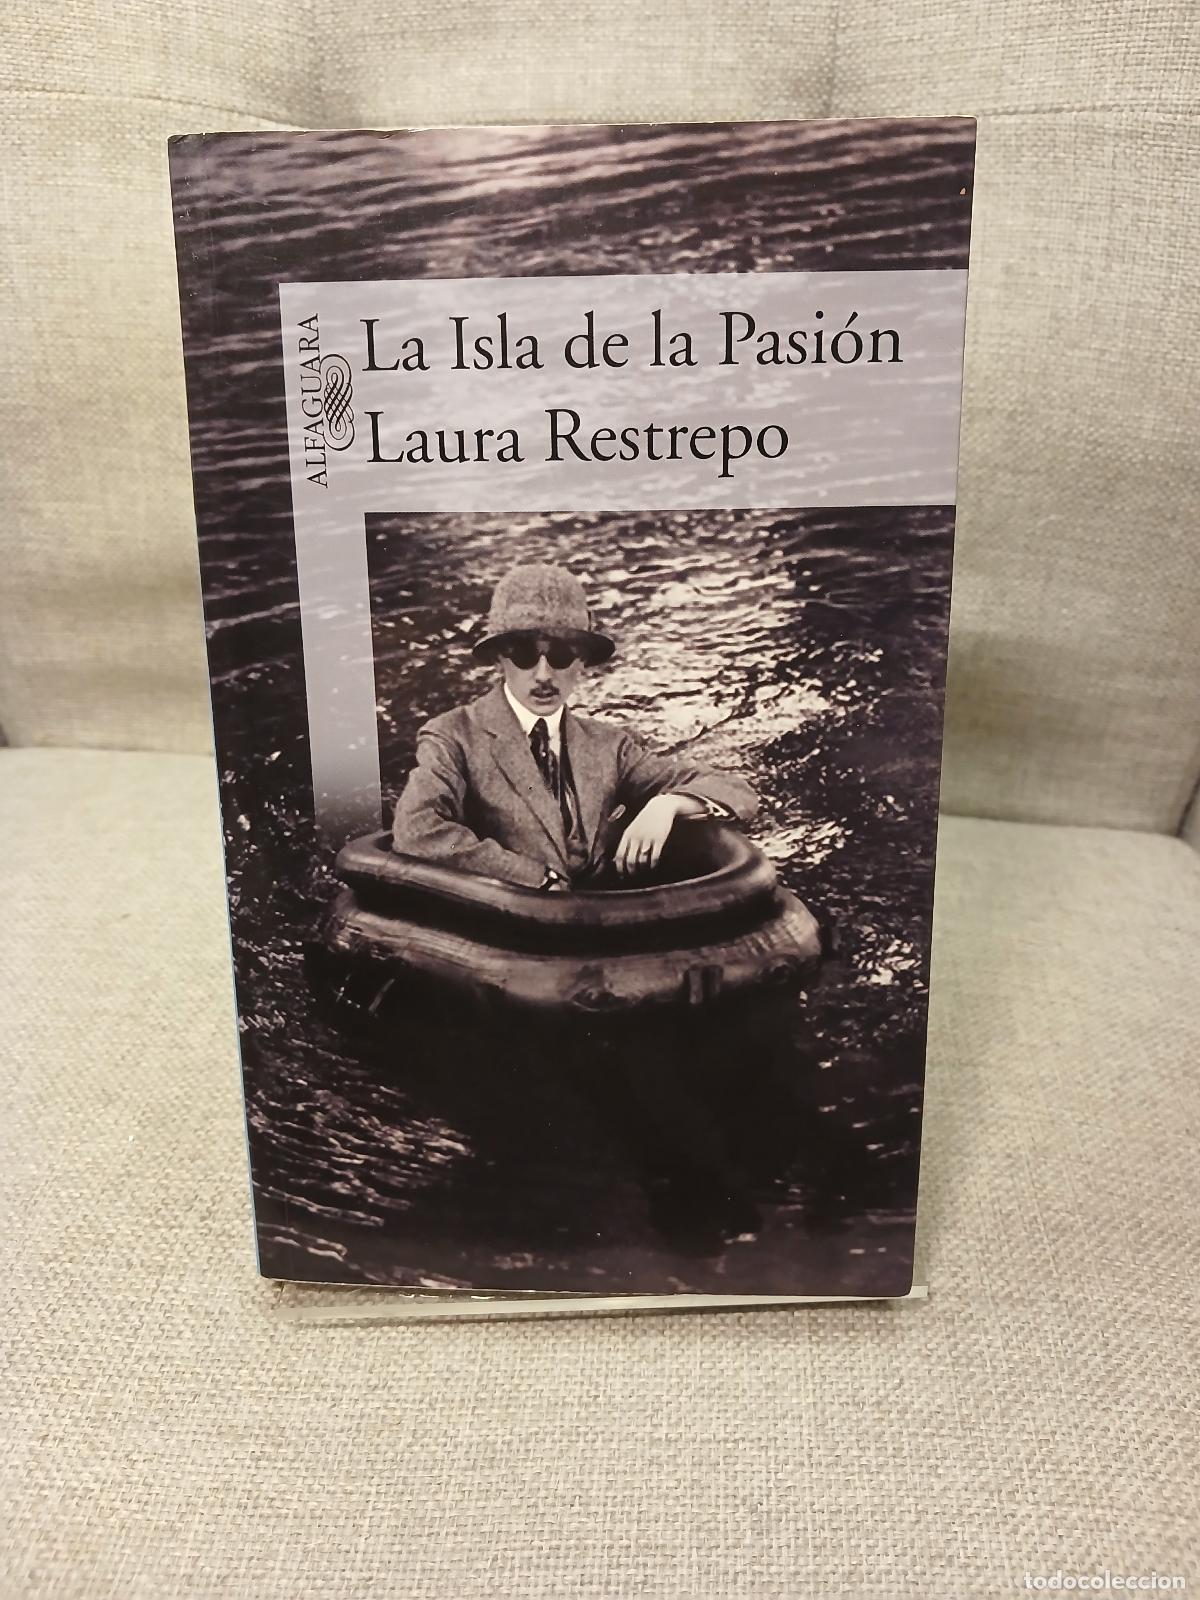 La Isla de la Pasión
Laura Restrepo
ALFAGUARA
todocoleccion